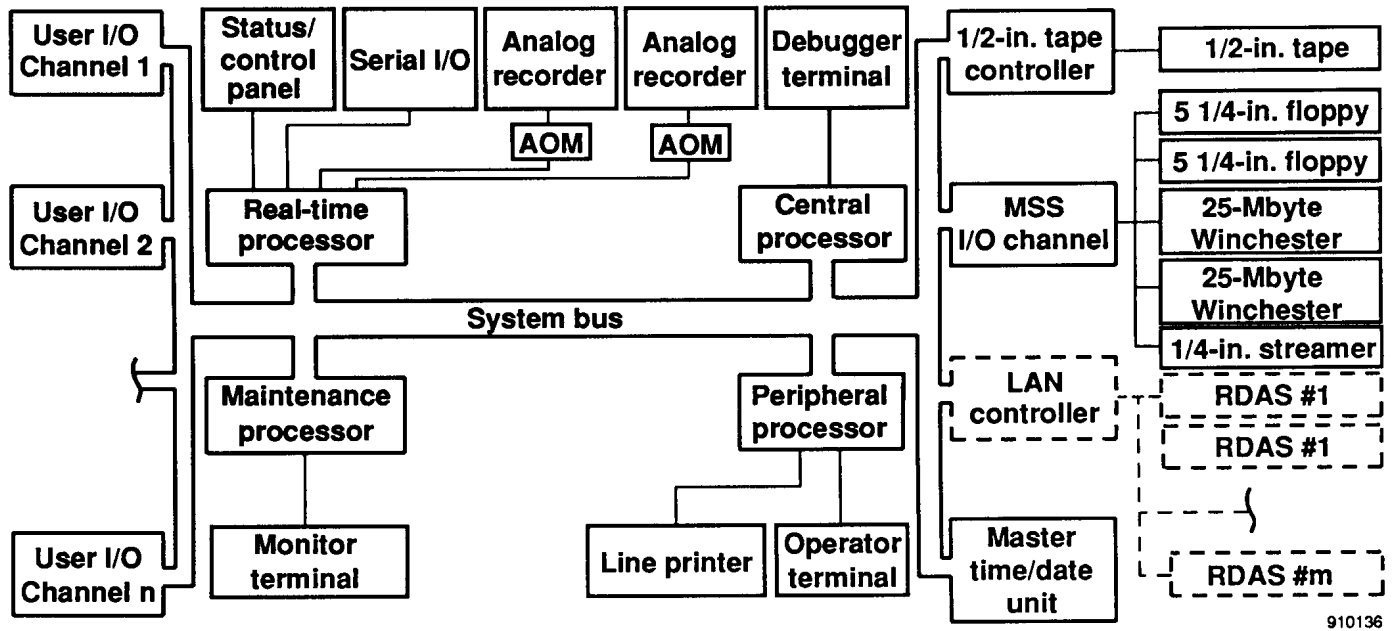 User I/O
Channel 1
Status/
control
panel
Serial I/O
Analog
recorder
Analog
recorder
Debugger
terminal
1/2-in. tape
controller
1/2-in. tape
AOM
AOM
5 1/4-in. floppy
5 1/4-in. floppy
User I/O
Channel 2
Real-time
processor
Central
processor
MSS
I/O channel
25-Mbyte
Winchester
25-Mbyte
Winchester
System bus
1/4-in. streamer
Maintenance
processor
Peripheral
processor
LAN
controller
RDAS #1
RDAS #1
User I/O
Channel n
Monitor
terminal
Line printer
Operator
terminal
Master
time/date
unit
RDAS #m
910136